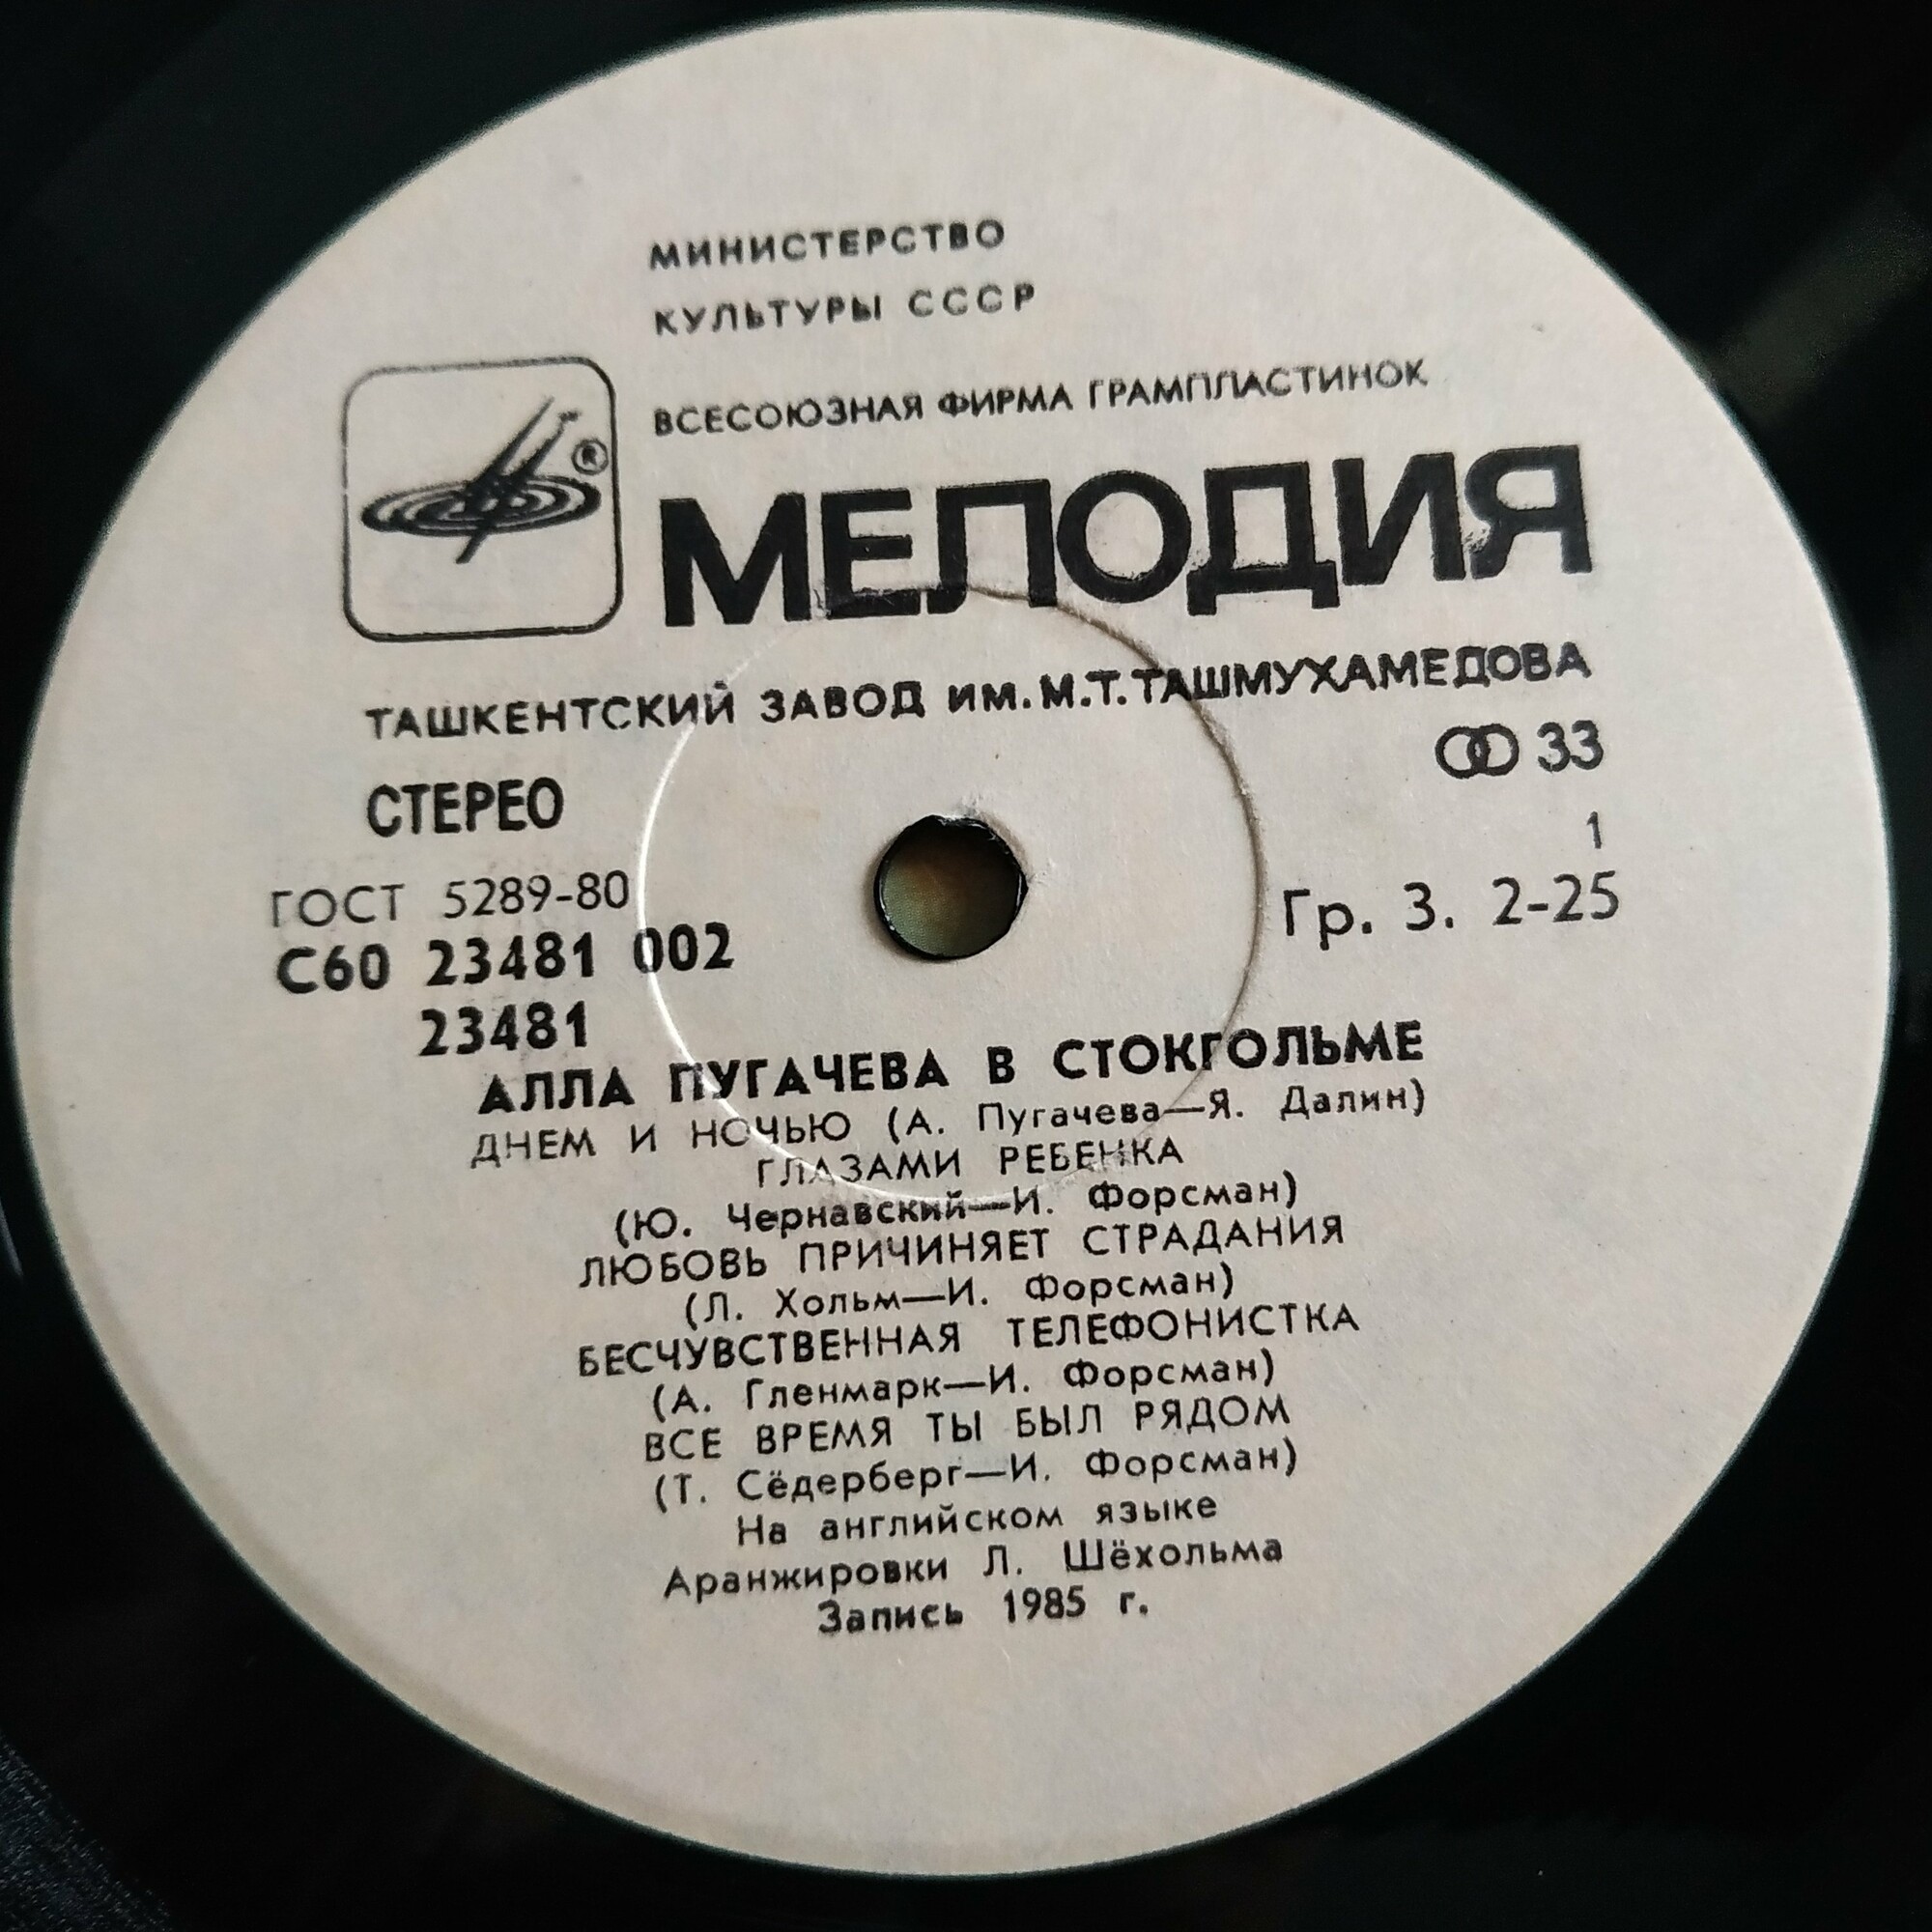 МИНИСТЕРСТВО
КУЛЬТУРЫ СССР
ВСЕСОЮЗНАЯ ФИРМА ГРАМПЛАСТИНОК
®
МЕЛОДИЯ
ТАШКЕНТСКИЙ ЗАВОД ИМ. М.Т. ТАШМУХАМЕДОВА
СТЕРЕО
33
1
ГОСТ 5289-80
Гр. 3. 2-25
С60 23481 002
23481
АЛЛА ПУГАЧЕВА В СТОКГОЛЬМЕ
ДНЕМ И НОЧЬЮ (А. Пугачева—Я. Далин)
ГЛАЗАМИ РЕБЕНКА
(Ю. Чернавский—И. Форсман)
ЛЮБОВЬ ПРИЧИНЯЕТ СТРАДАНИЯ
(Л. Хольм—И. Форсман)
БЕСЧУВСТВЕННАЯ ТЕЛЕФОНИСТКА
(А. Гленмарк—И. Форсман)
ВСЕ ВРЕМЯ ТЫ БЫЛ РЯДОМ
(Т. Сёдерберг—И. Форсман)
На английском языке
Аранжировки Л. Шёхольма
Запись 1985 г.